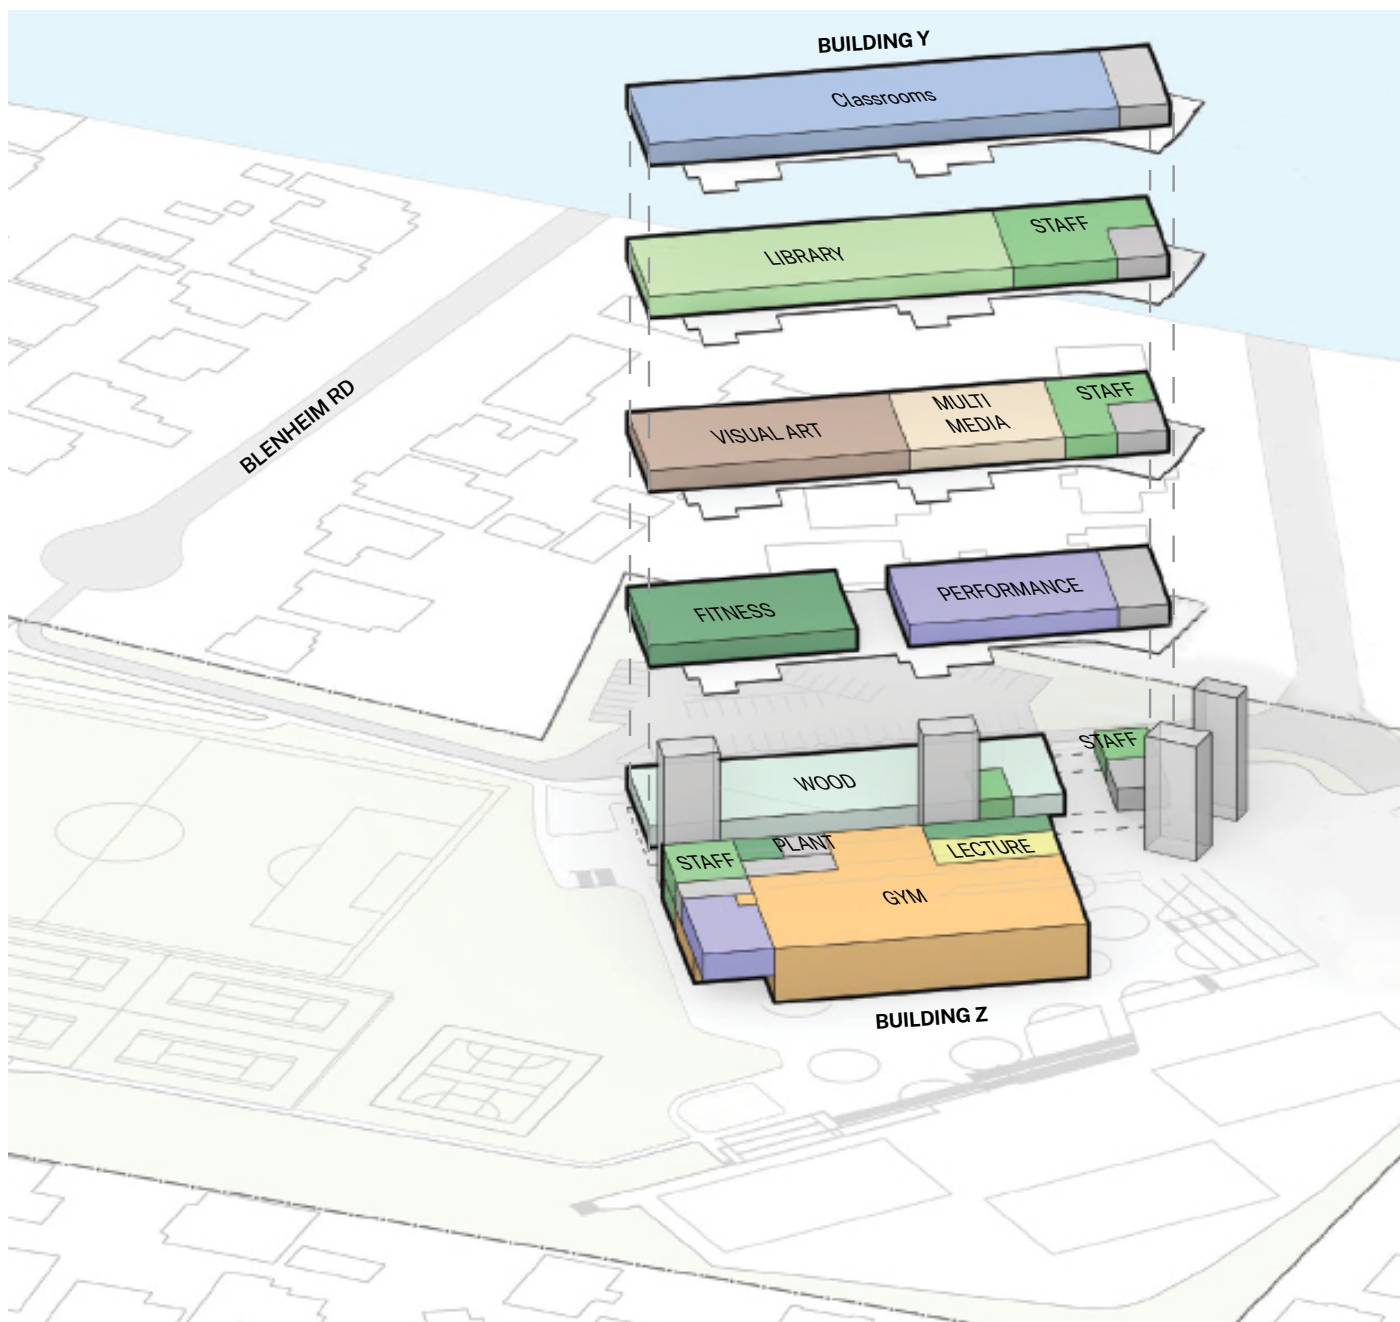 BUILDING Y
Classrooms
STAFF
LIBRARY
BLENHEIM RD
STAFF
MULTI
MEDIA
VISUAL ART
PERFORMANCE
FITNESS
STAFF
WOOD
PLANT
LECTURE
STAFF
GYM
BUILDING Z